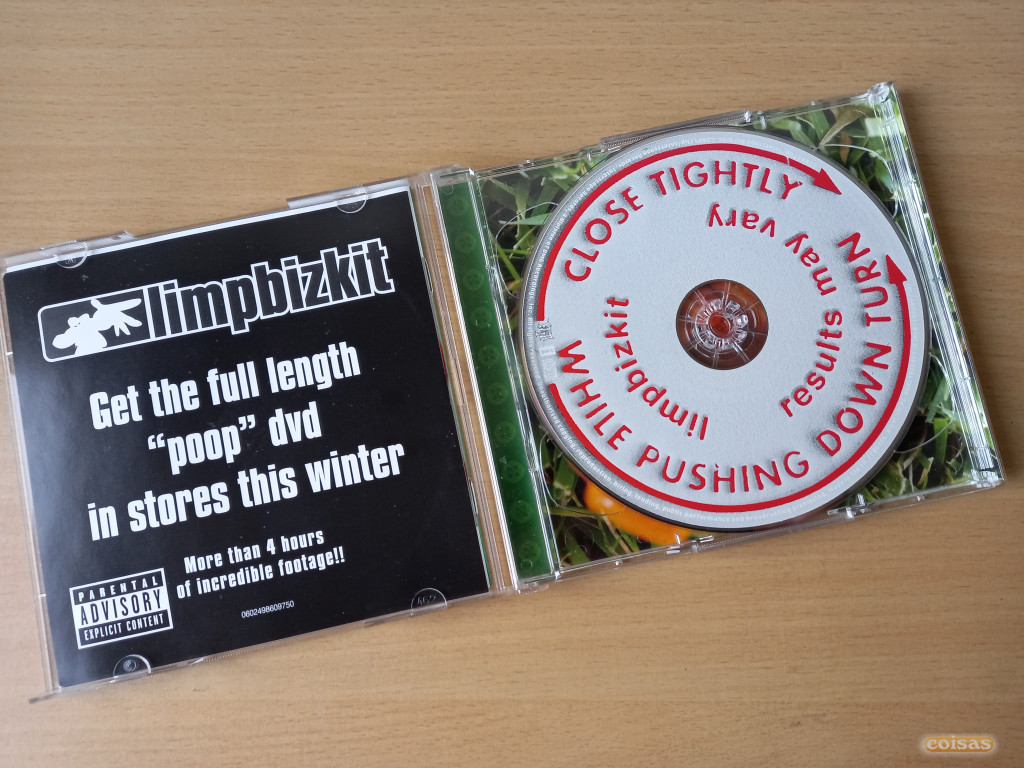 limpbizkit
Get the full length
“poop” dvd
in stores this winter
More than 4 hours
of incredible footage!!
PARENTAL
ADVISORY
EXPLICIT CONTENT
0602498609750
CLOSE TIGHTLY
WHILE PUSHING DOWN TURN
limpbizkit
results may vary
coisas